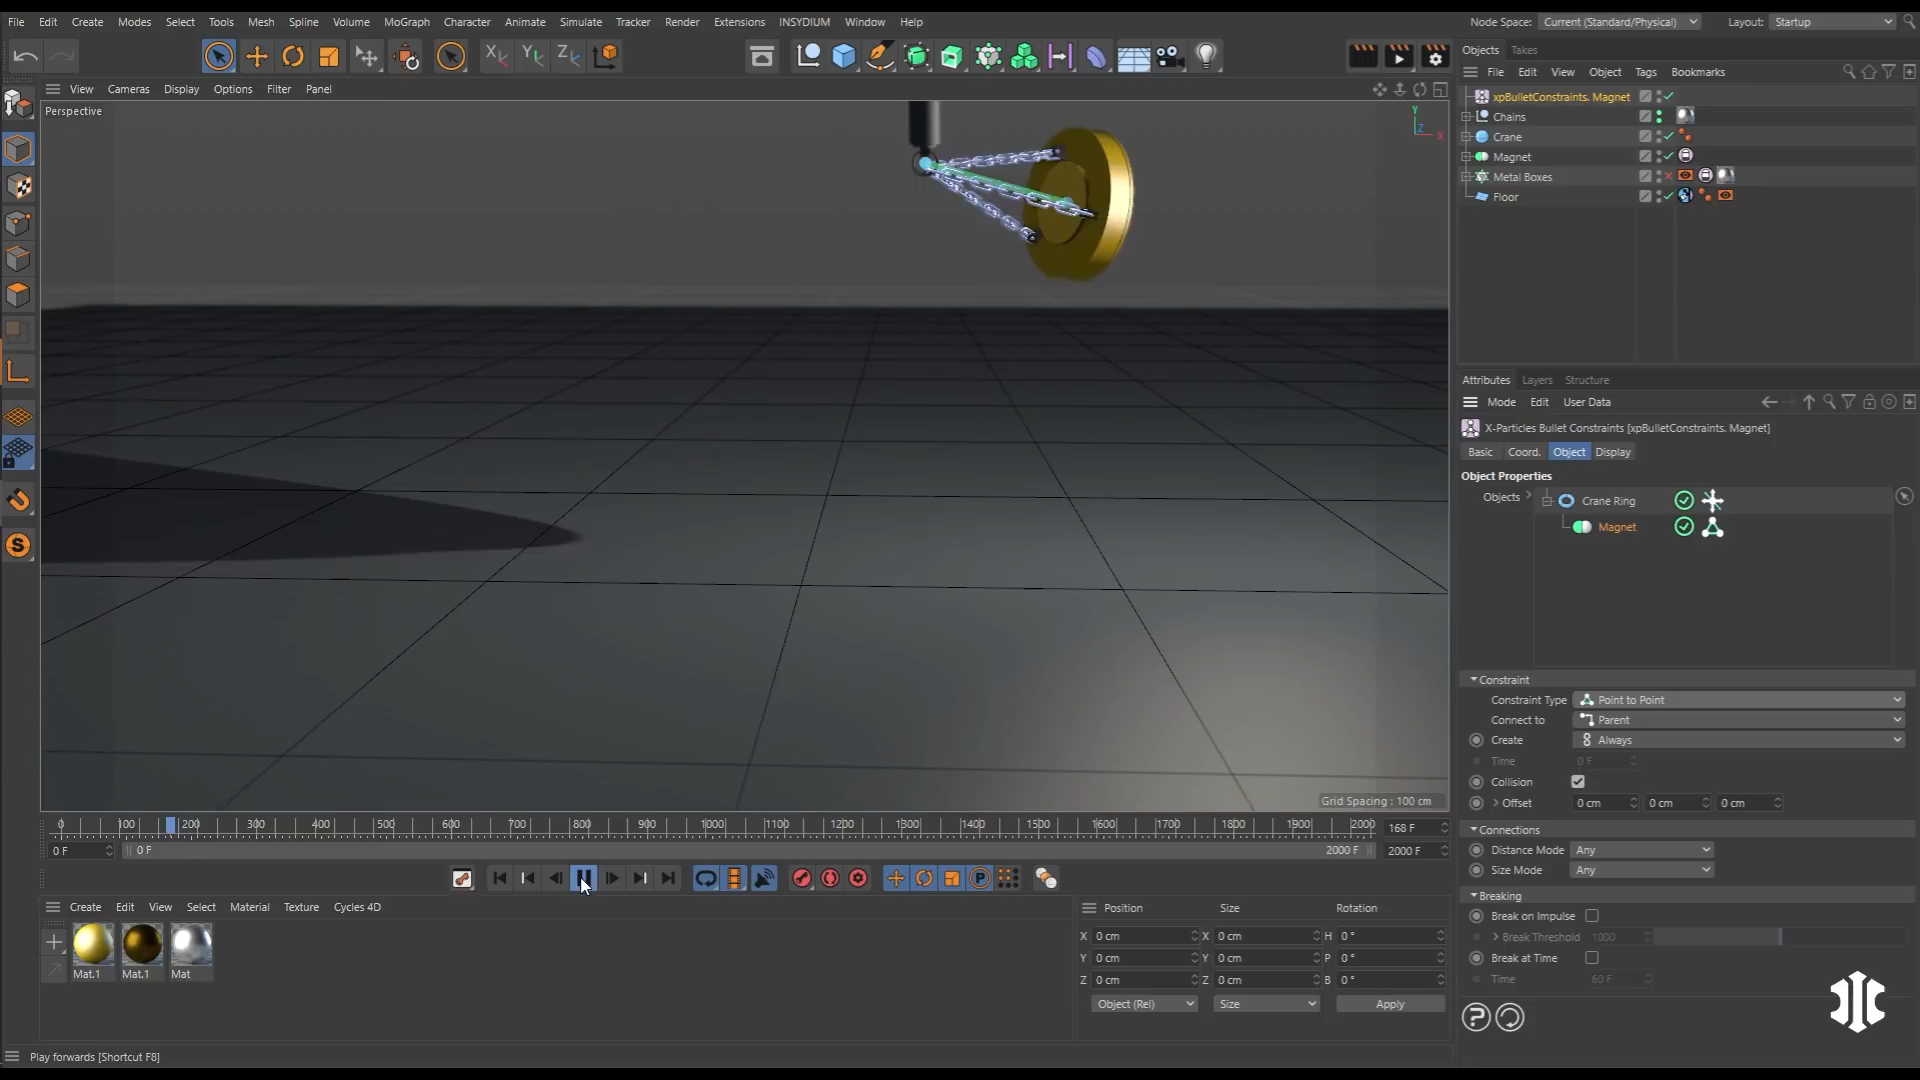 File Edit Create Modes Select Tools Mesh Spline Volume MoGraph Character Animate Simulate Tracker Render Extensions INSYDIUM Window Help
Node Space: Current (Standard/Physical) Layout: Startup
View Cameras Display Options Filter Panel
Perspective
Y
Z
X
Objects Takes
File Edit View Object Tags Bookmarks
xpBulletConstraints. Magnet
Chains
Crane
Magnet
Metal Boxes
Floor
Attributes Layers Structure
Mode Edit User Data
X-Particles Bullet Constraints [xpBulletConstraints. Magnet]
Basic Coord. Object Display
Object Properties
Objects Crane Ring
Magnet
Constraint
Constraint Type Point to Point
Connect to Parent
Create Always
Time 0 F
Collision
Offset 0 cm 0 cm 0 cm
Connections
Distance Mode Any
Size Mode Any
Breaking
Break on Impulse
Break Threshold 1000
Break at Time
Time 60 F
Grid Spacing : 100 cm
0 100 200 300 400 500 600 700 800 900 1000 1100 1200 1300 1400 1500 1600 1700 1800 1900 2000 168 F
0 F 0 F 2000 F 2000 F
Create Edit View Select Material Texture Cycles 4D
Mat.1 Mat.1 Mat
Position Size Rotation
X 0 cm X 0 cm H 0 °
Y 0 cm Y 0 cm P 0 °
Z 0 cm Z 0 cm B 0 °
Object (Rel) Size Apply
Play forwards [Shortcut F8]